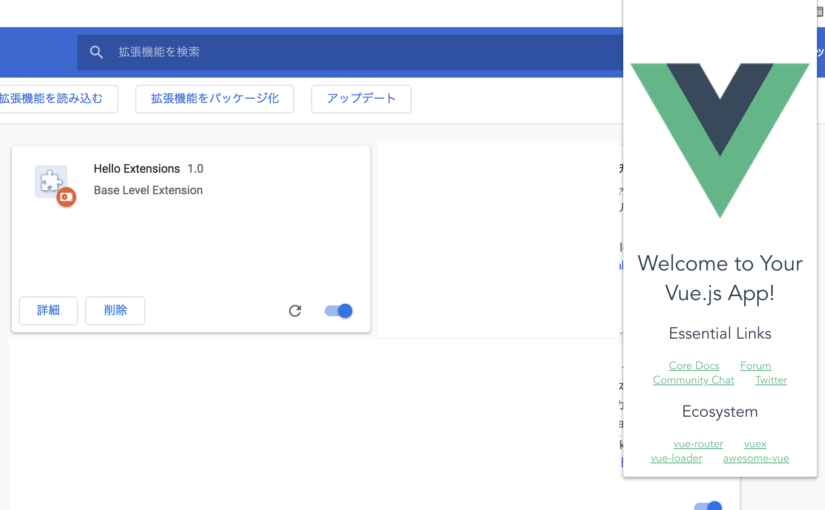 拡張機能を検索
拡張機能を読み込む
拡張機能をパッケージ化
アップデート
Hello Extensions 1.0
Base Level Extension
詳細
削除
Welcome to Your
Vue.js App!
Essential Links
Core Docs Forum
Community Chat Twitter
Ecosystem
vue-router vuex
vue-loader awesome-vue